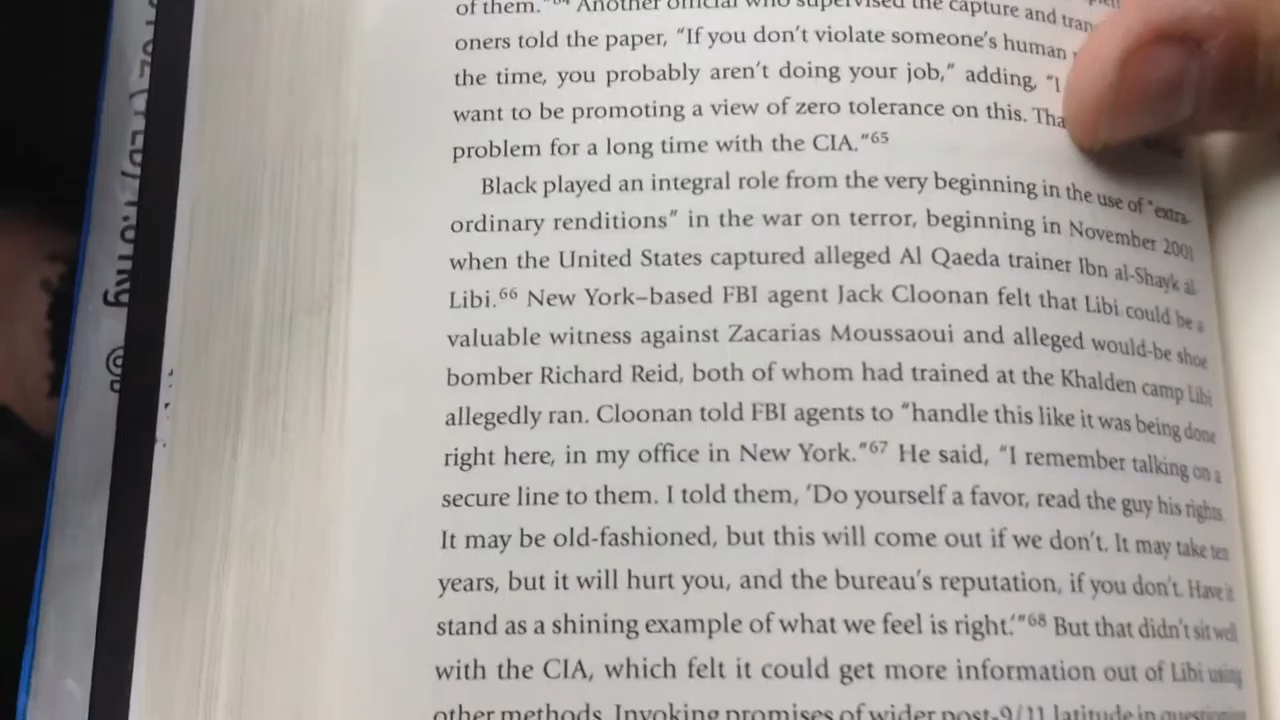 of them."64 Another official who supervised the capture and
oners told the paper, "If you don't violate someone's human
the time, you probably aren't doing your job," adding, "I
want to be promoting a view of zero tolerance on this.
problem for a long time with the CIA."65
Black played an integral role from the very beginning in the use of "extra-
ordinary renditions" in the war on terror, beginning in November 2001
when the United States captured alleged Al Qaeda trainer Ibn al-Shayk al-
Libi.66 New York–based FBI agent Jack Cloonan felt that Libi could be a
valuable witness against Zacarias Moussaoui and alleged would-be shoe
bomber Richard Reid, both of whom had trained at the Khalden camp Libi
allegedly ran. Cloonan told FBI agents to "handle this like it was being done
right here, in my office in New York."67 He said, "I remember talking on a
secure line to them. I told them, 'Do yourself a favor, read the guy his rights.
It may be old-fashioned, but this will come out if we don't. It may take ten
years, but it will hurt you, and the bureau's reputation, if you don't. Have it
stand as a shining example of what we feel is right.'"68 But that didn't sit well
with the CIA, which felt it could get more information out of Libi using
other methods. Invoking promises of wider post-9/11 latitude in